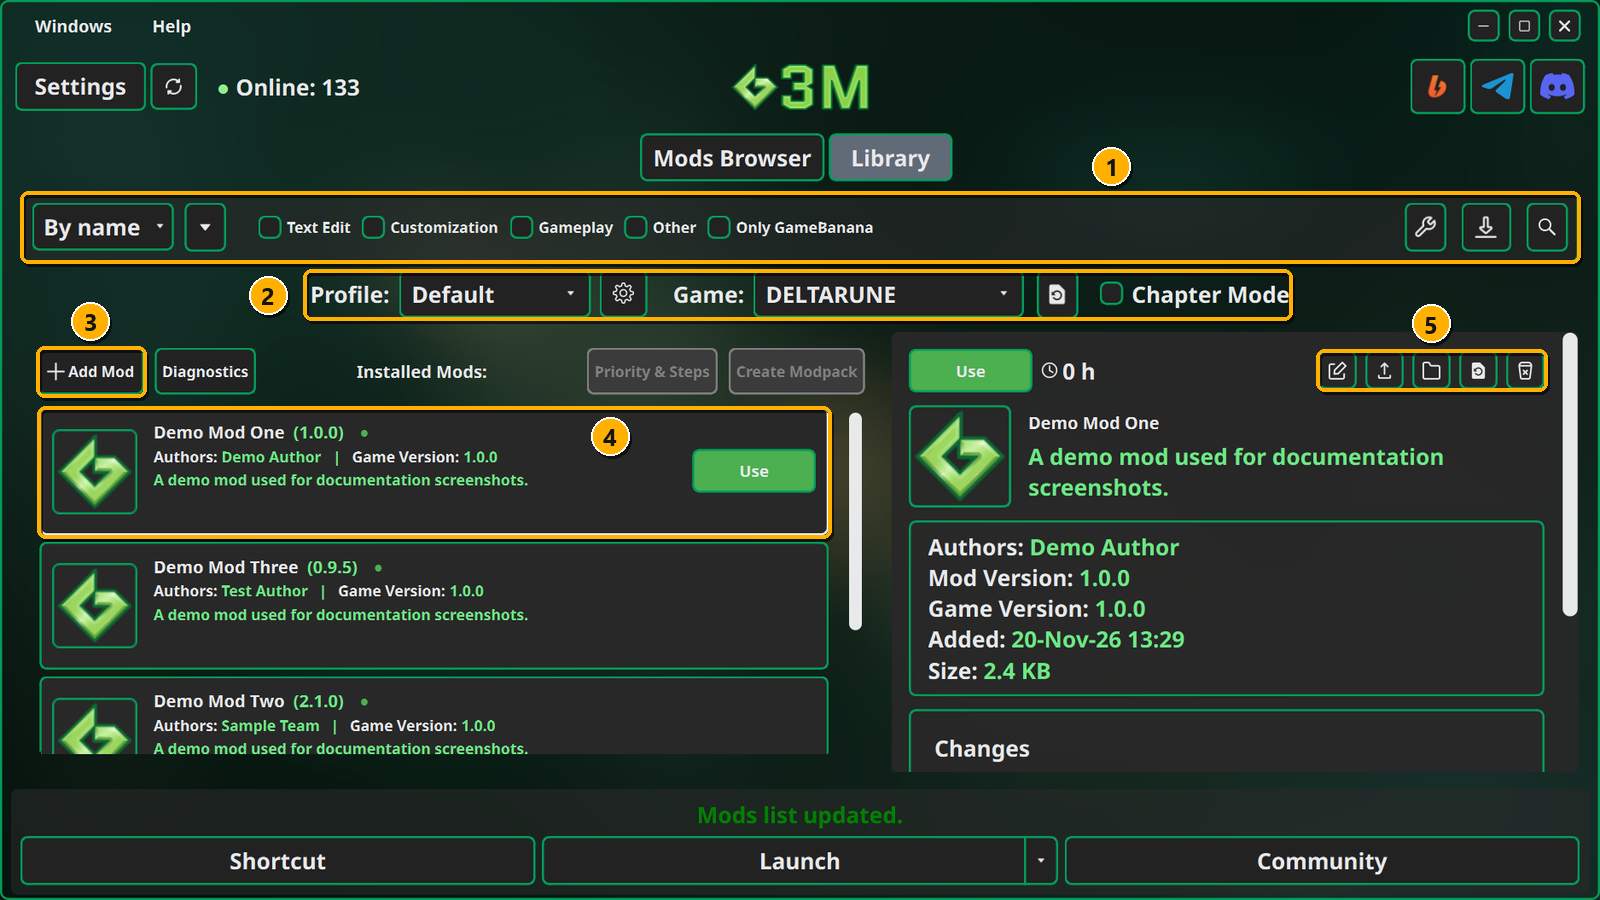 Windows Help
Settings
Online: 133
3M
Mods Browser Library
1
By name
Text Edit Customization Gameplay Other Only GameBanana
2
Profile: Default Game: DELTARUNE Chapter Mode
3
5
Add Mod Diagnostics Installed Mods: Priority & Steps Create Modpack
Demo Mod One (1.0.0)
Authors: Demo Author | Game Version: 1.0.0
A demo mod used for documentation screenshots.
4
Use
Demo Mod Three (0.9.5)
Authors: Test Author | Game Version: 1.0.0
A demo mod used for documentation screenshots.
Demo Mod Two (2.1.0)
Authors: Sample Team | Game Version: 1.0.0
A demo mod used for documentation screenshots.
Use 0 h
Demo Mod One
A demo mod used for documentation
screenshots.
Authors: Demo Author
Mod Version: 1.0.0
Game Version: 1.0.0
Added: 20-Nov-26 13:29
Size: 2.4 KB
Changes
Mods list updated.
Shortcut Launch Community